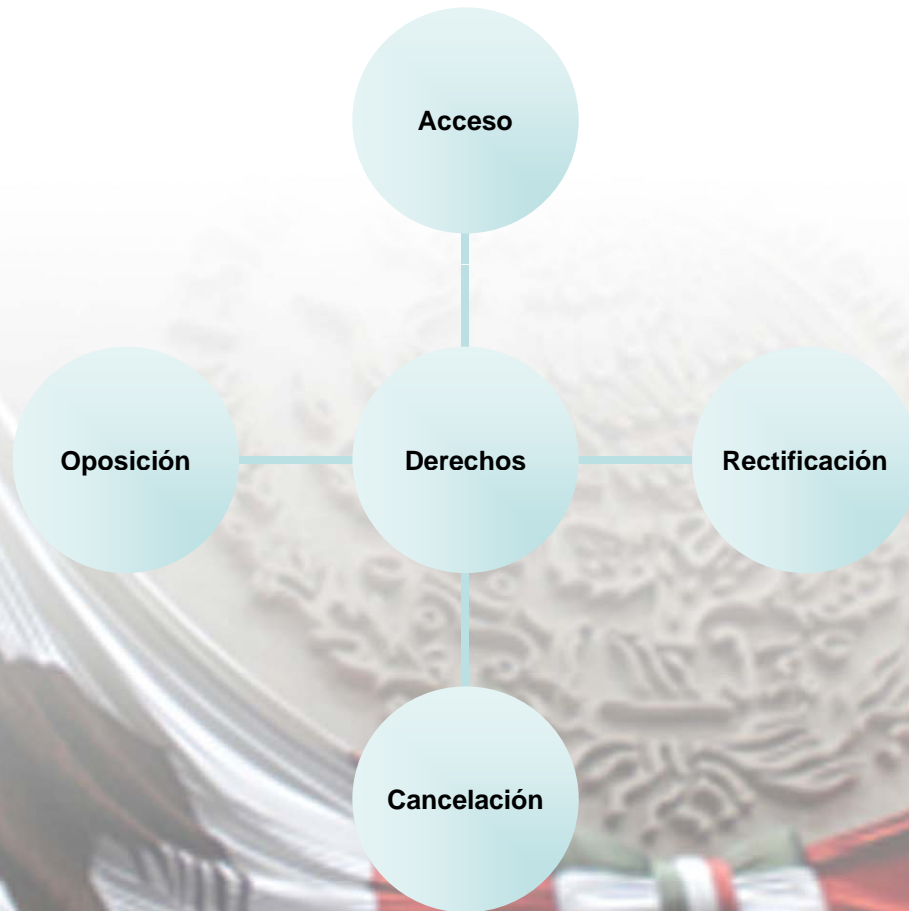 Acceso
Oposición
Derechos
Rectificación
Cancelación